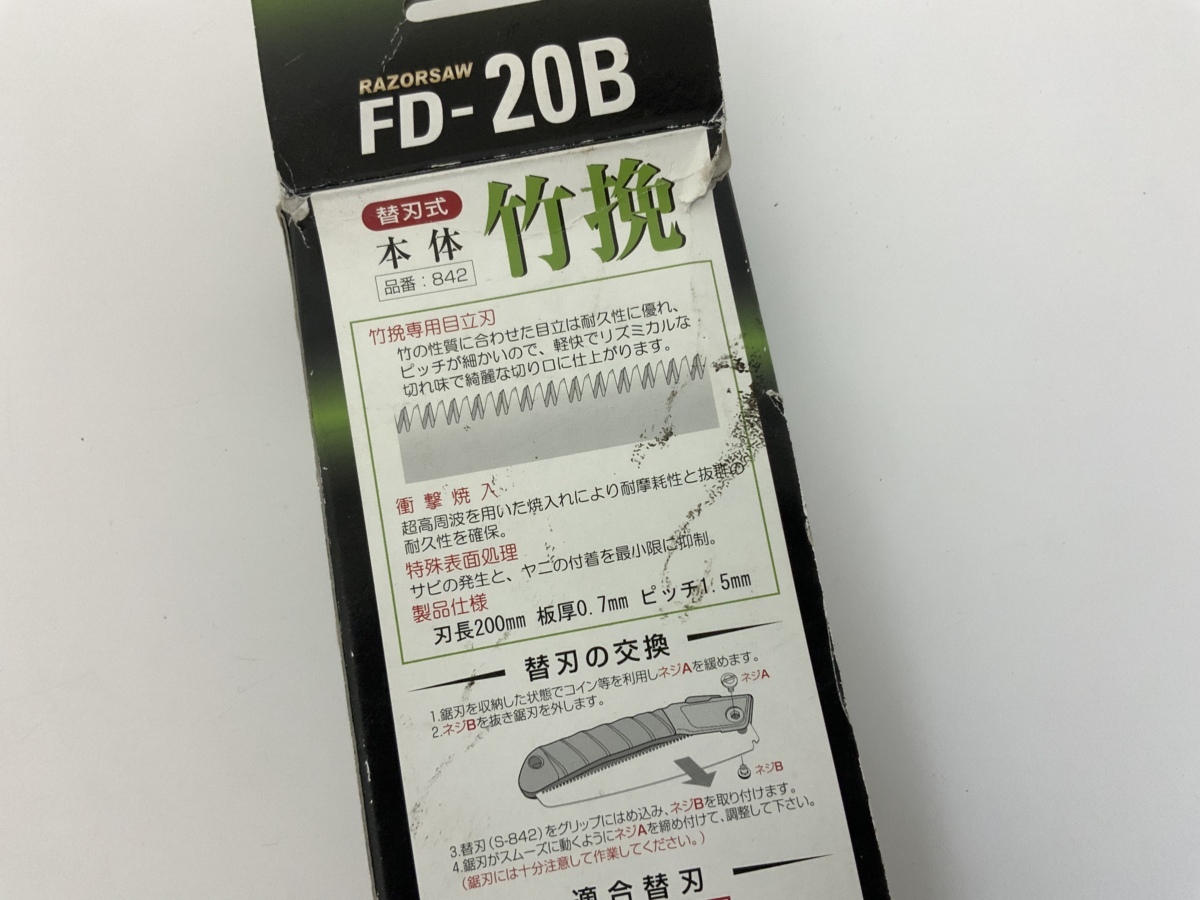 RAZORSAW
FD-20B
替刃式
本体
品番：842
竹挽
竹挽専用目立刃
竹の性質に合わせた目立は耐久性に優れ、
ピッチが細かいので、軽快でリズミカルな
切れ味で綺麗な切り口に仕上がります。
衝撃焼入
超高周波を用いた焼入れにより耐摩耗性と抜群の
耐久性を確保。
特殊表面処理
サビの発生と、ヤニの付着を最小限に抑制。
製品仕様
刃長200mm 板厚0.7mm ピッチ1.5mm
替刃の交換
1.鋸刃を収納した状態でコイン等を利用しネジAを緩めます。
2.ネジBを抜き鋸刃を外します。
ネジA
ネジB
3.替刃(S-842)をグリップにはめ込み、ネジBを取り付けます。
4.鋸刃がスムーズに動くようにネジAを締め付けて、調整して下さい。
(鋸刃には十分注意して作業してください。)
適合替刃